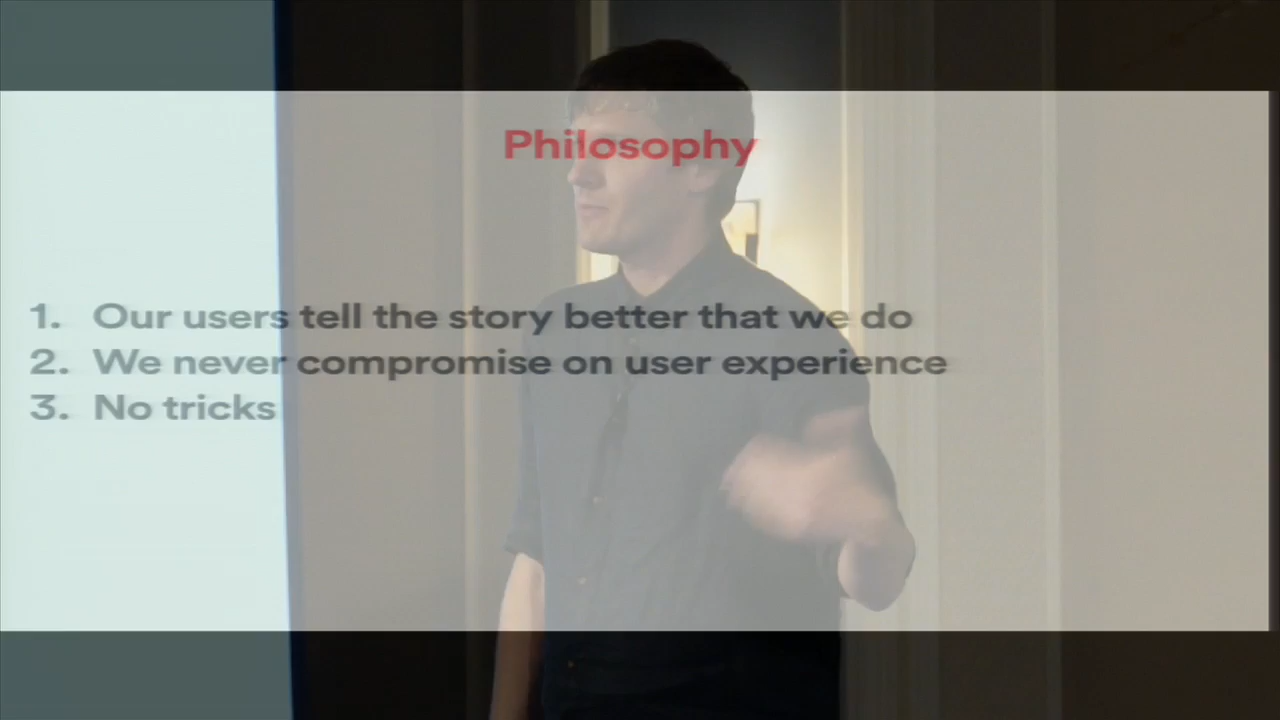 Philosophy
1. Our users tell the story better that we do
2. We never compromise on user experience
3. No tricks